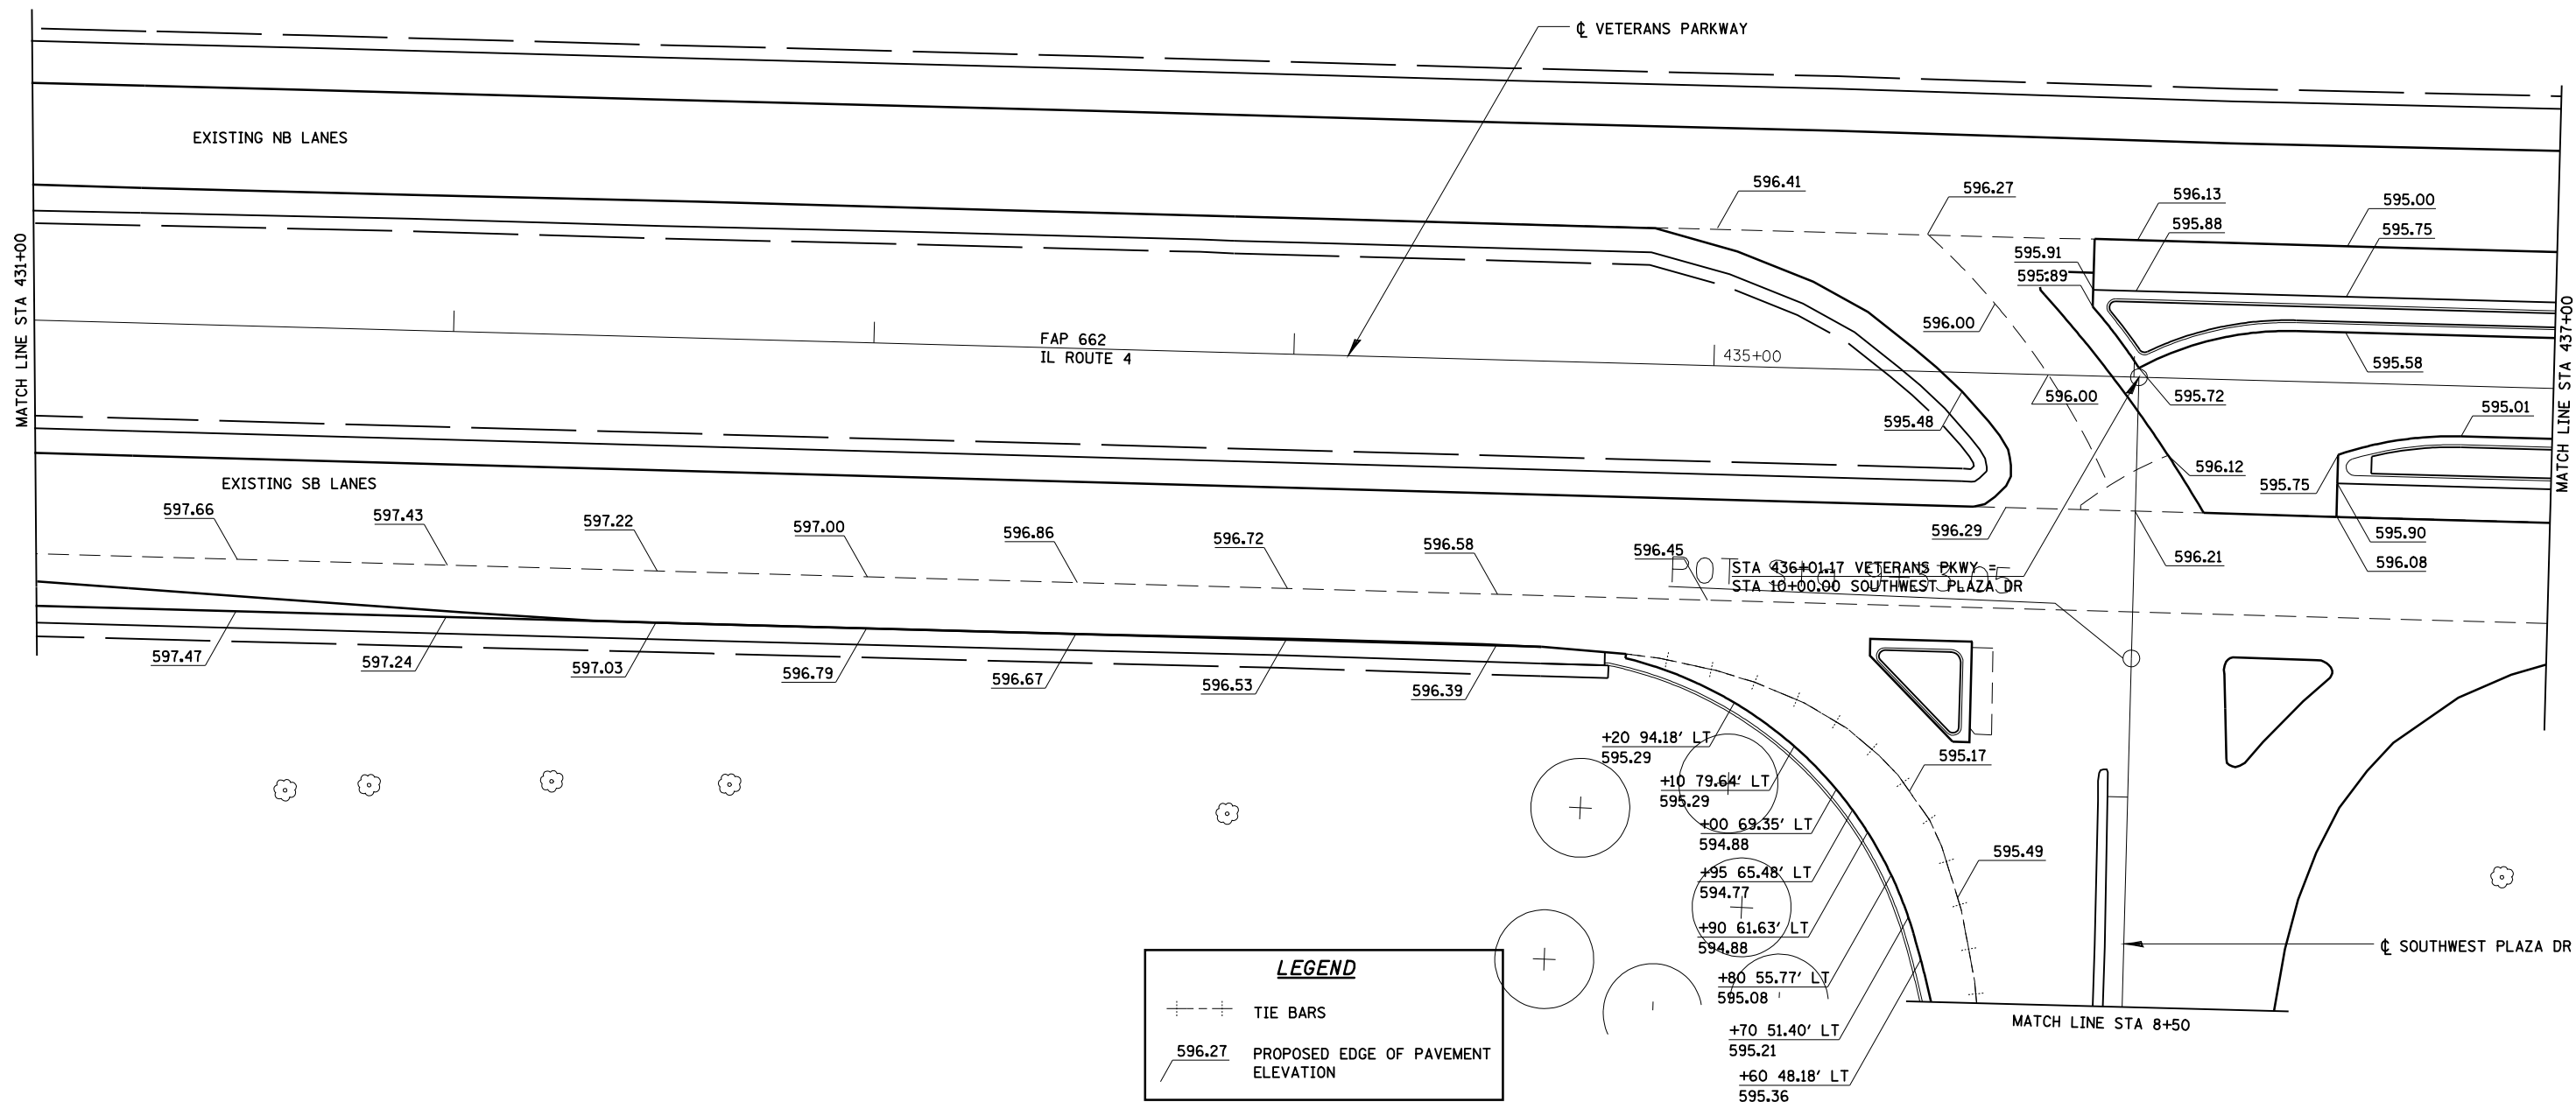 ℄ VETERANS PARKWAY
EXISTING NB LANES
MATCH LINE STA 431+00
FAP 662
IL ROUTE 4
435+00
596.41
596.27
596.13
595.88
595.00
595.75
595.91
595.89
596.00
596.00
595.48
595.58
595.72
595.01
596.12
595.75
596.29
596.21
595.90
596.08
MATCH LINE STA 437+00
EXISTING SB LANES
597.66
597.43
597.22
597.00
596.86
596.72
596.58
596.45
STA 436+01.17 VETERANS PKWY =
STA 10+00.00 SOUTHWEST PLAZA DR
597.47
597.24
597.03
596.79
596.67
596.53
596.39
+20 94.18' LT
595.29
+10 79.64' LT
595.29
+00 69.35' LT
594.88
+95 65.48' LT
594.77
+90 61.63' LT
594.88
+80 55.77' LT
595.08
+70 51.40' LT
595.21
+60 48.18' LT
595.36
595.17
595.49
℄ SOUTHWEST PLAZA DR
MATCH LINE STA 8+50
LEGEND
TIE BARS
596.27
PROPOSED EDGE OF PAVEMENT
ELEVATION